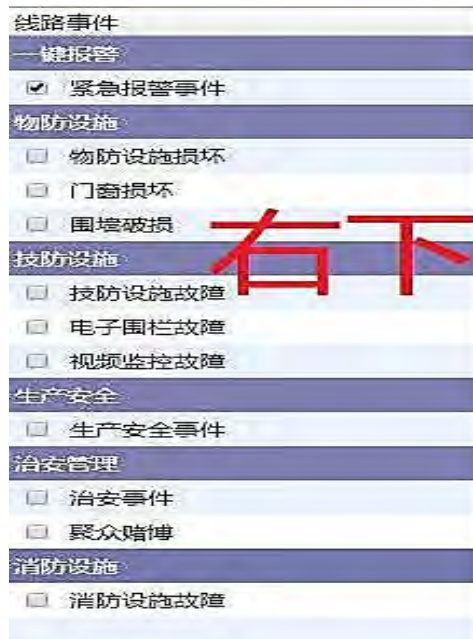 线路事件
一键报警
紧急报警事件
物防设施
物防设施损坏
门窗损坏
围墙破损
右下
技防设施
技防设施故障
电子围栏故障
视频监控故障
生产安全
生产安全事件
治安管理
治安事件
聚众赌博
消防设施
消防设施故障